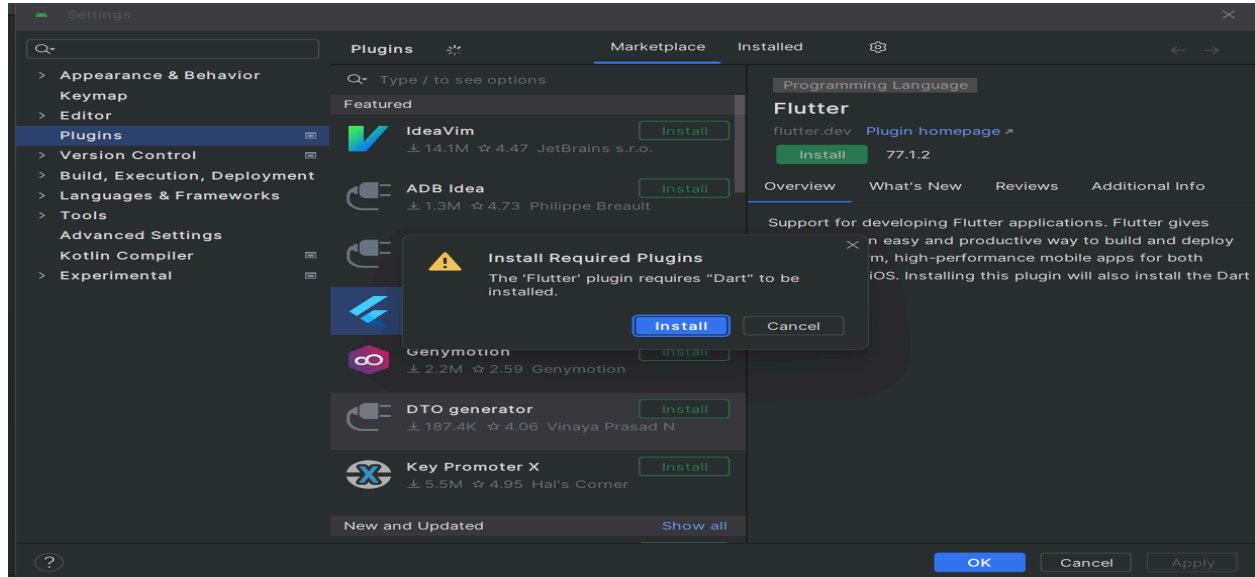 Settings
Appearance & Behavior
Keymap
Editor
Plugins
Version Control
Build, Execution, Deployment
Languages & Frameworks
Tools
Advanced Settings
Kotlin Compiler
Experimental
Plugins
Marketplace
Installed
Type / to see options
Featured
IdeaVim
Install
14.1M 4.47 JetBrains s.r.o.
ADB Idea
Install
1.3M 4.73 Philippe Breault
Genymotion
Install
2.2M 2.59 Genymotion
DTO generator
Install
187.4K 4.06 Vinaya Prasad N
Key Promoter X
Install
5.5M 4.95 Hal's Corner
New and Updated
Show all
Install Required Plugins
The 'Flutter' plugin requires "Dart" to be
installed.
Install
Cancel
Programming Language
Flutter
flutter.dev Plugin homepage ↗
Install
77.1.2
Overview
What's New
Reviews
Additional Info
Support for developing Flutter applications. Flutter gives
easy and productive way to build and deploy
high-performance mobile apps for both
iOS. Installing this plugin will also install the Dart
?
OK
Cancel
Apply